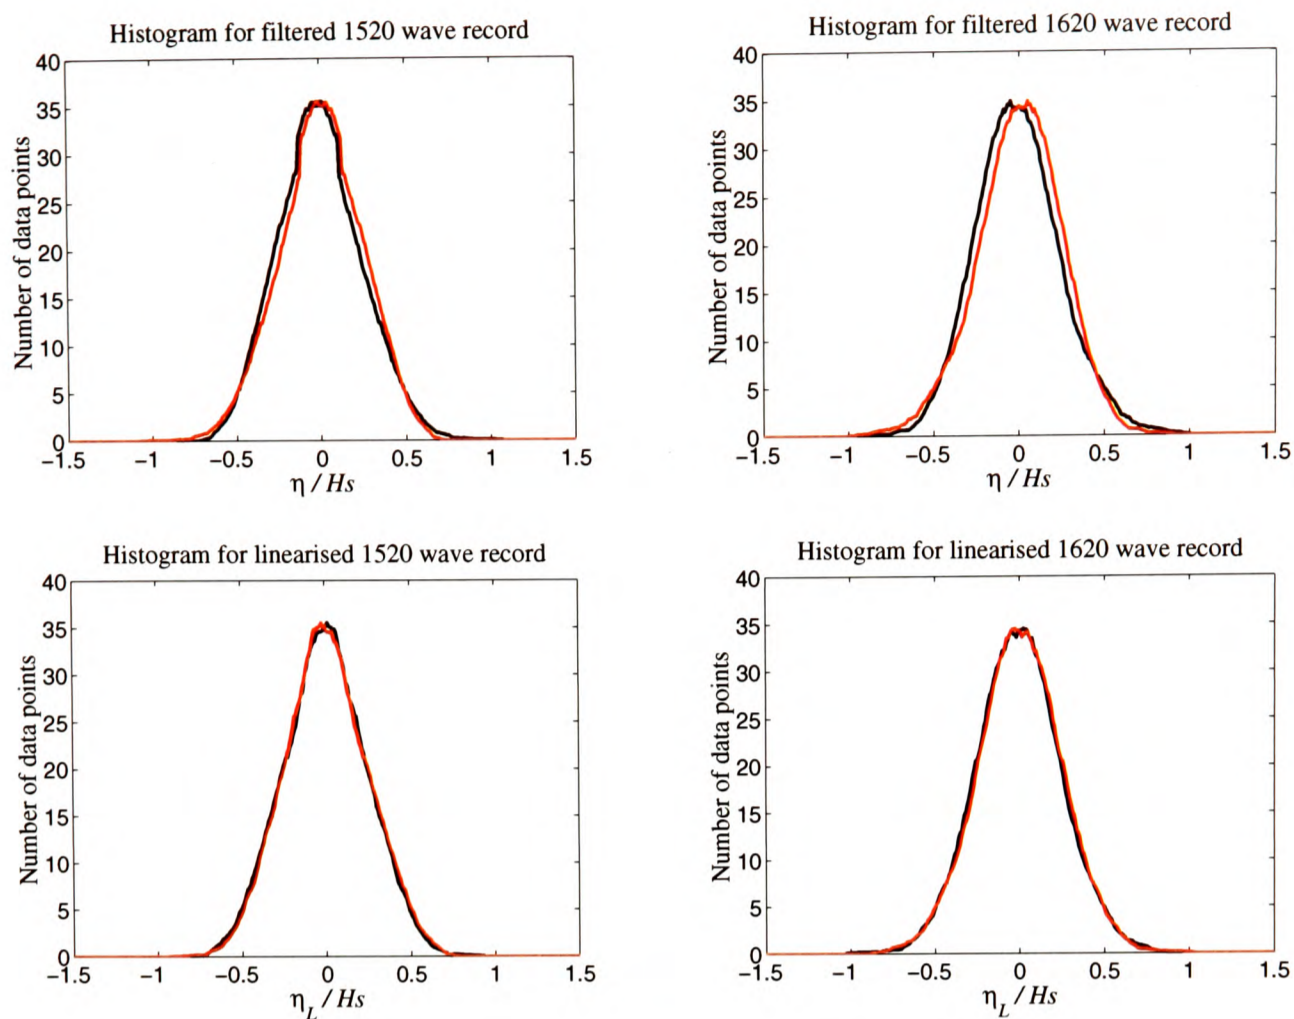 Histogram for filtered 1520 wave record
40
35
30
25
20
15
10
5
0
Number of data points
−1.5 −1 −0.5 0 0.5 1 1.5
η / Hs
Histogram for filtered 1620 wave record
40
35
30
25
20
15
10
5
0
Number of data points
−1.5 −1 −0.5 0 0.5 1 1.5
η / Hs
Histogram for linearised 1520 wave record
40
35
30
25
20
15
10
5
0
Number of data points
−1.5 −1 −0.5 0 0.5 1 1.5
η_L / Hs
Histogram for linearised 1620 wave record
40
35
30
25
20
15
10
5
0
Number of data points
−1.5 −1 −0.5 0 0.5 1 1.5
η_L / Hs